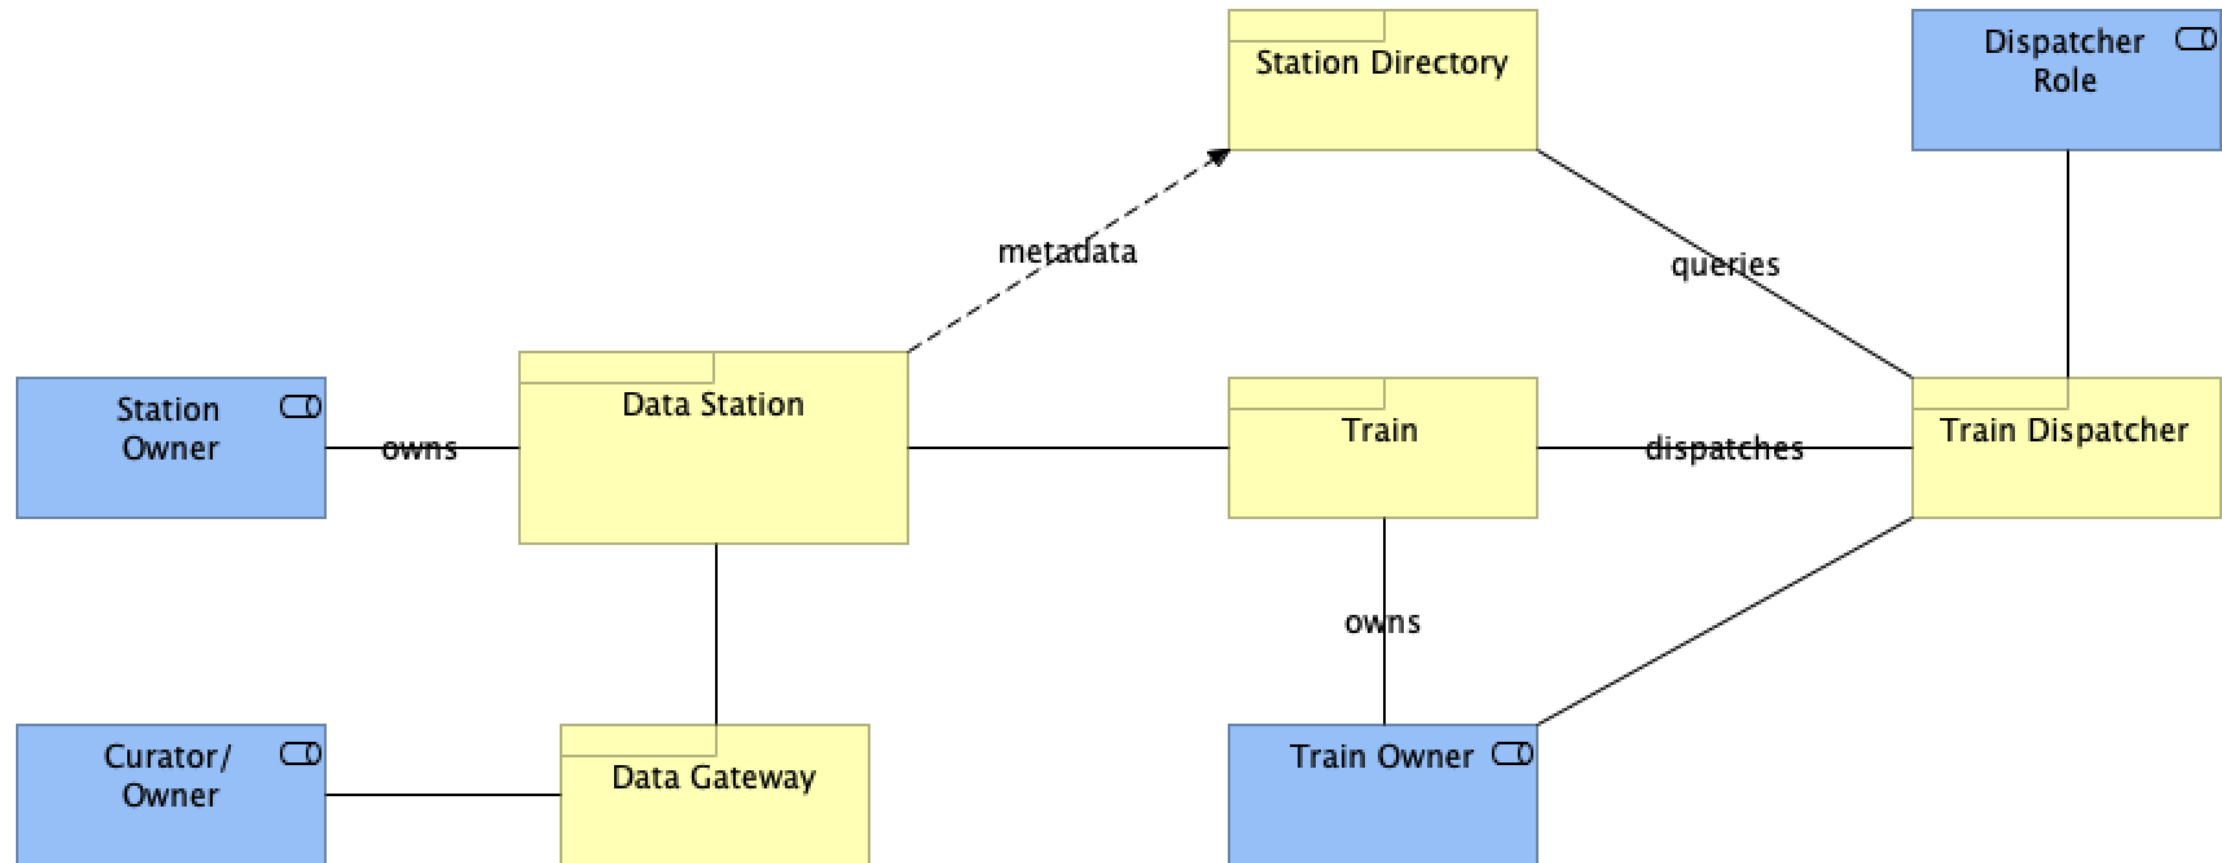 Station Directory
Dispatcher
Role
metadata
queries
Station
Owner
owns
Data Station
Train
dispatches
Train Dispatcher
owns
Curator/
Owner
Data Gateway
Train Owner